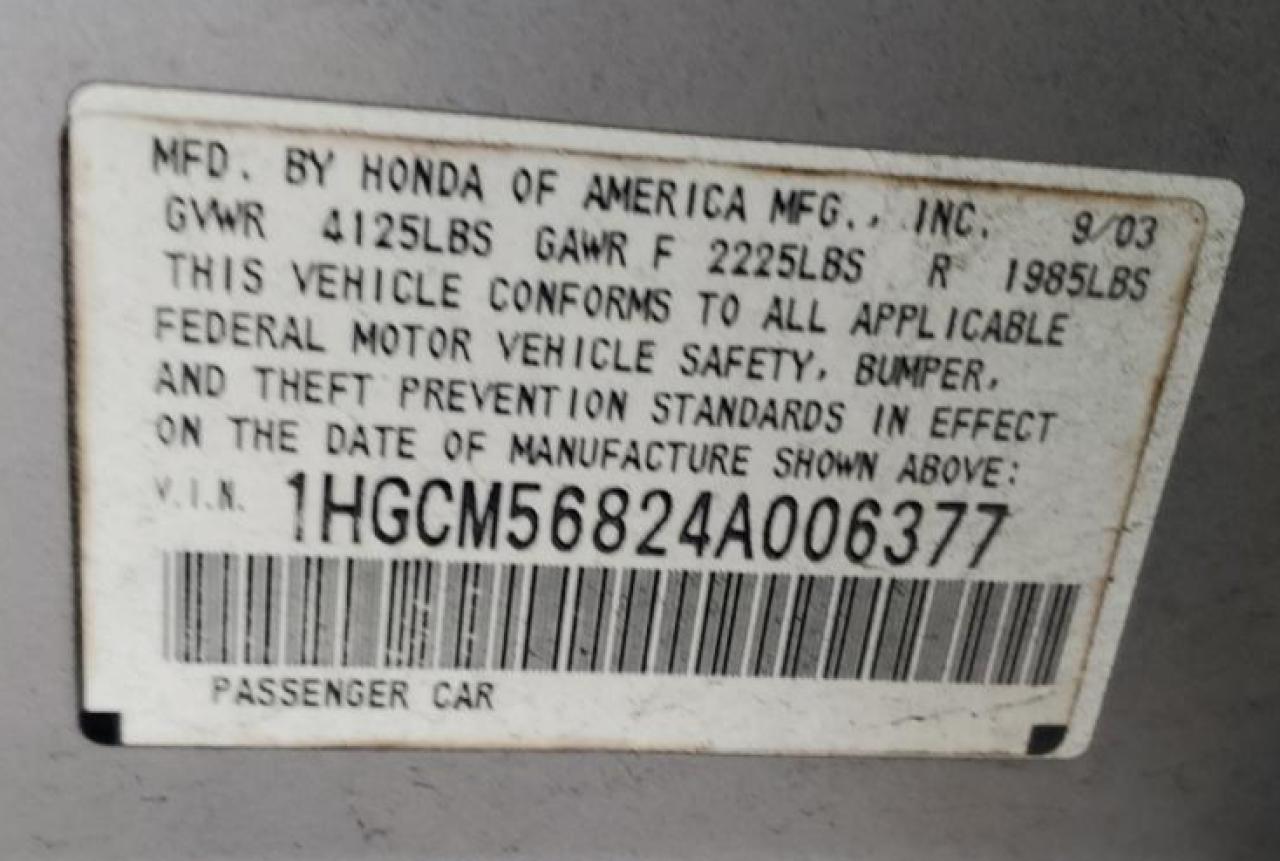 MFD. BY HONDA OF AMERICA MFG., INC. 9/03
GVWR 4125LBS GAWR F 2225LBS R 1985LBS
THIS VEHICLE CONFORMS TO ALL APPLICABLE
FEDERAL MOTOR VEHICLE SAFETY, BUMPER,
AND THEFT PREVENTION STANDARDS IN EFFECT
ON THE DATE OF MANUFACTURE SHOWN ABOVE:
V.I.N. 1HGCM56824A006377
PASSENGER CAR